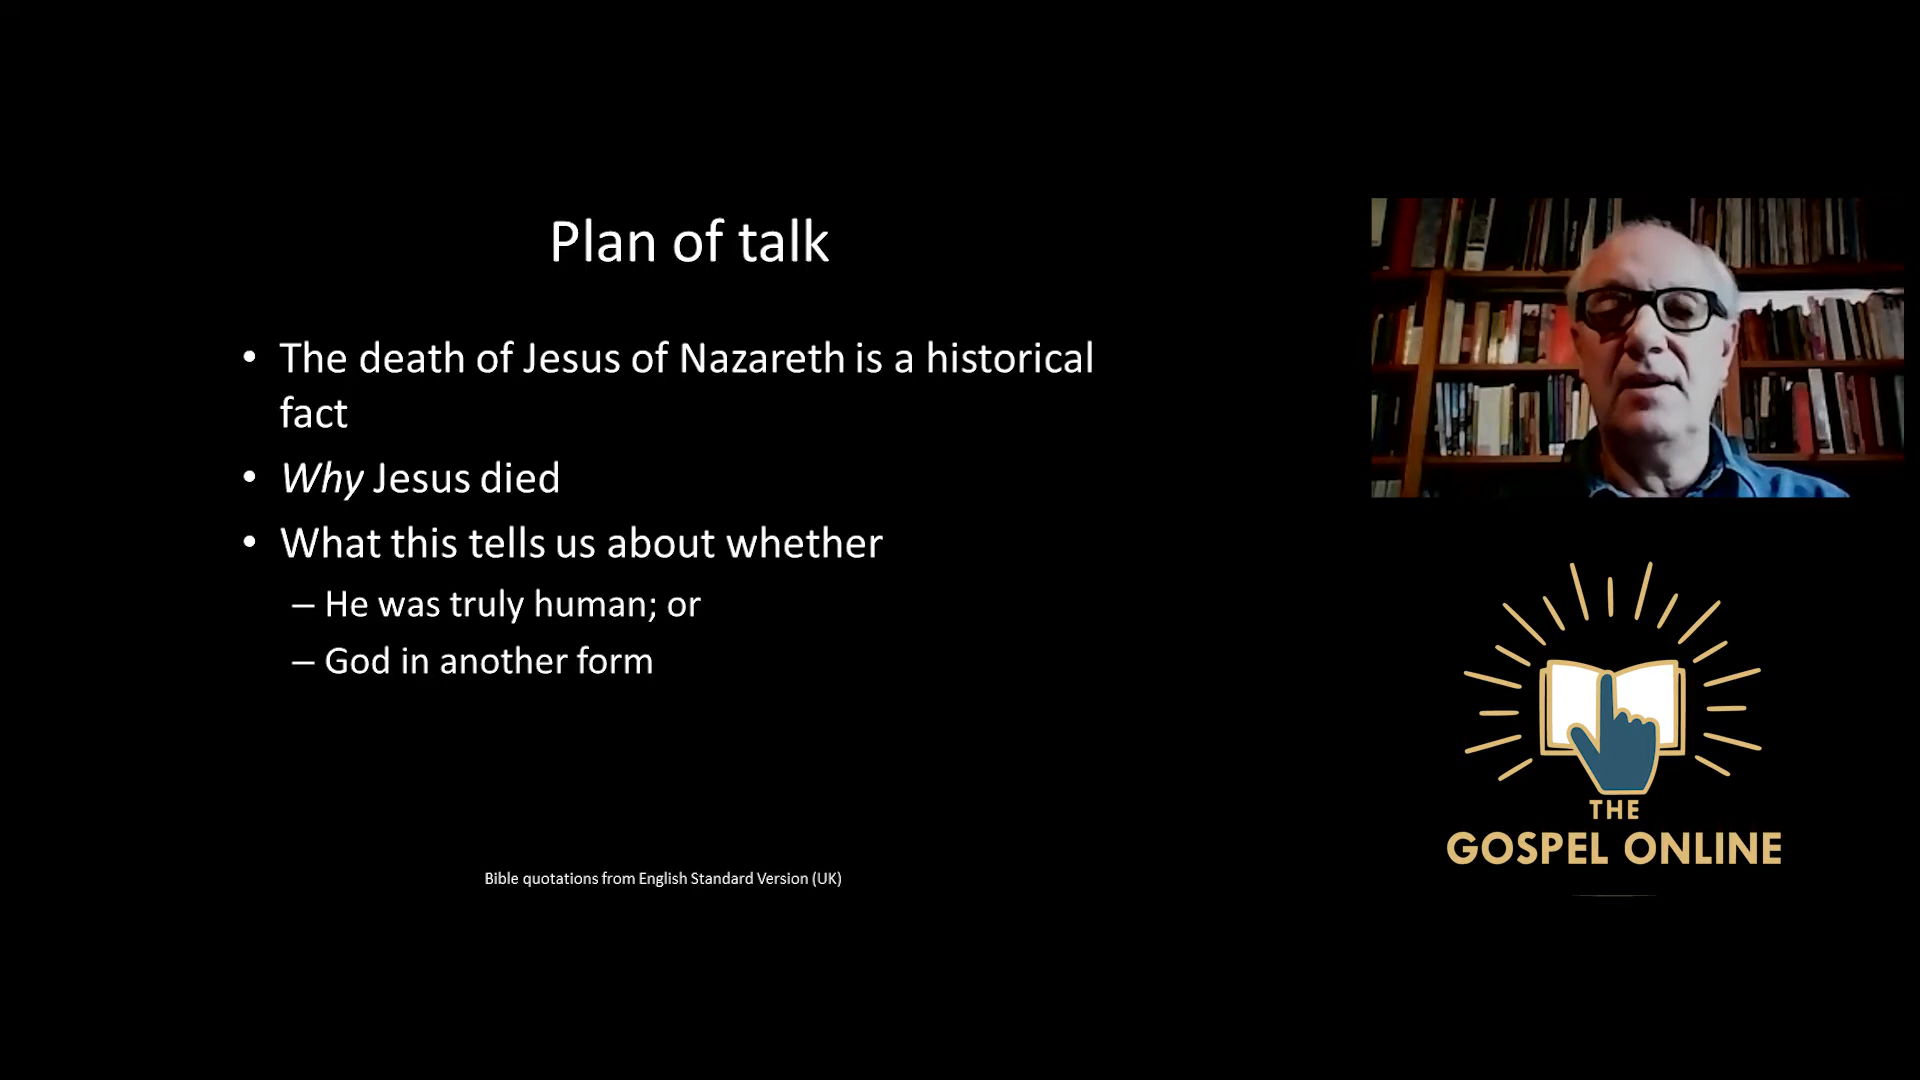 Plan of talk
• The death of Jesus of Nazareth is a historical
fact
• Why Jesus died
• What this tells us about whether
– He was truly human; or
– God in another form
Bible quotations from English Standard Version (UK)
THE
GOSPEL ONLINE